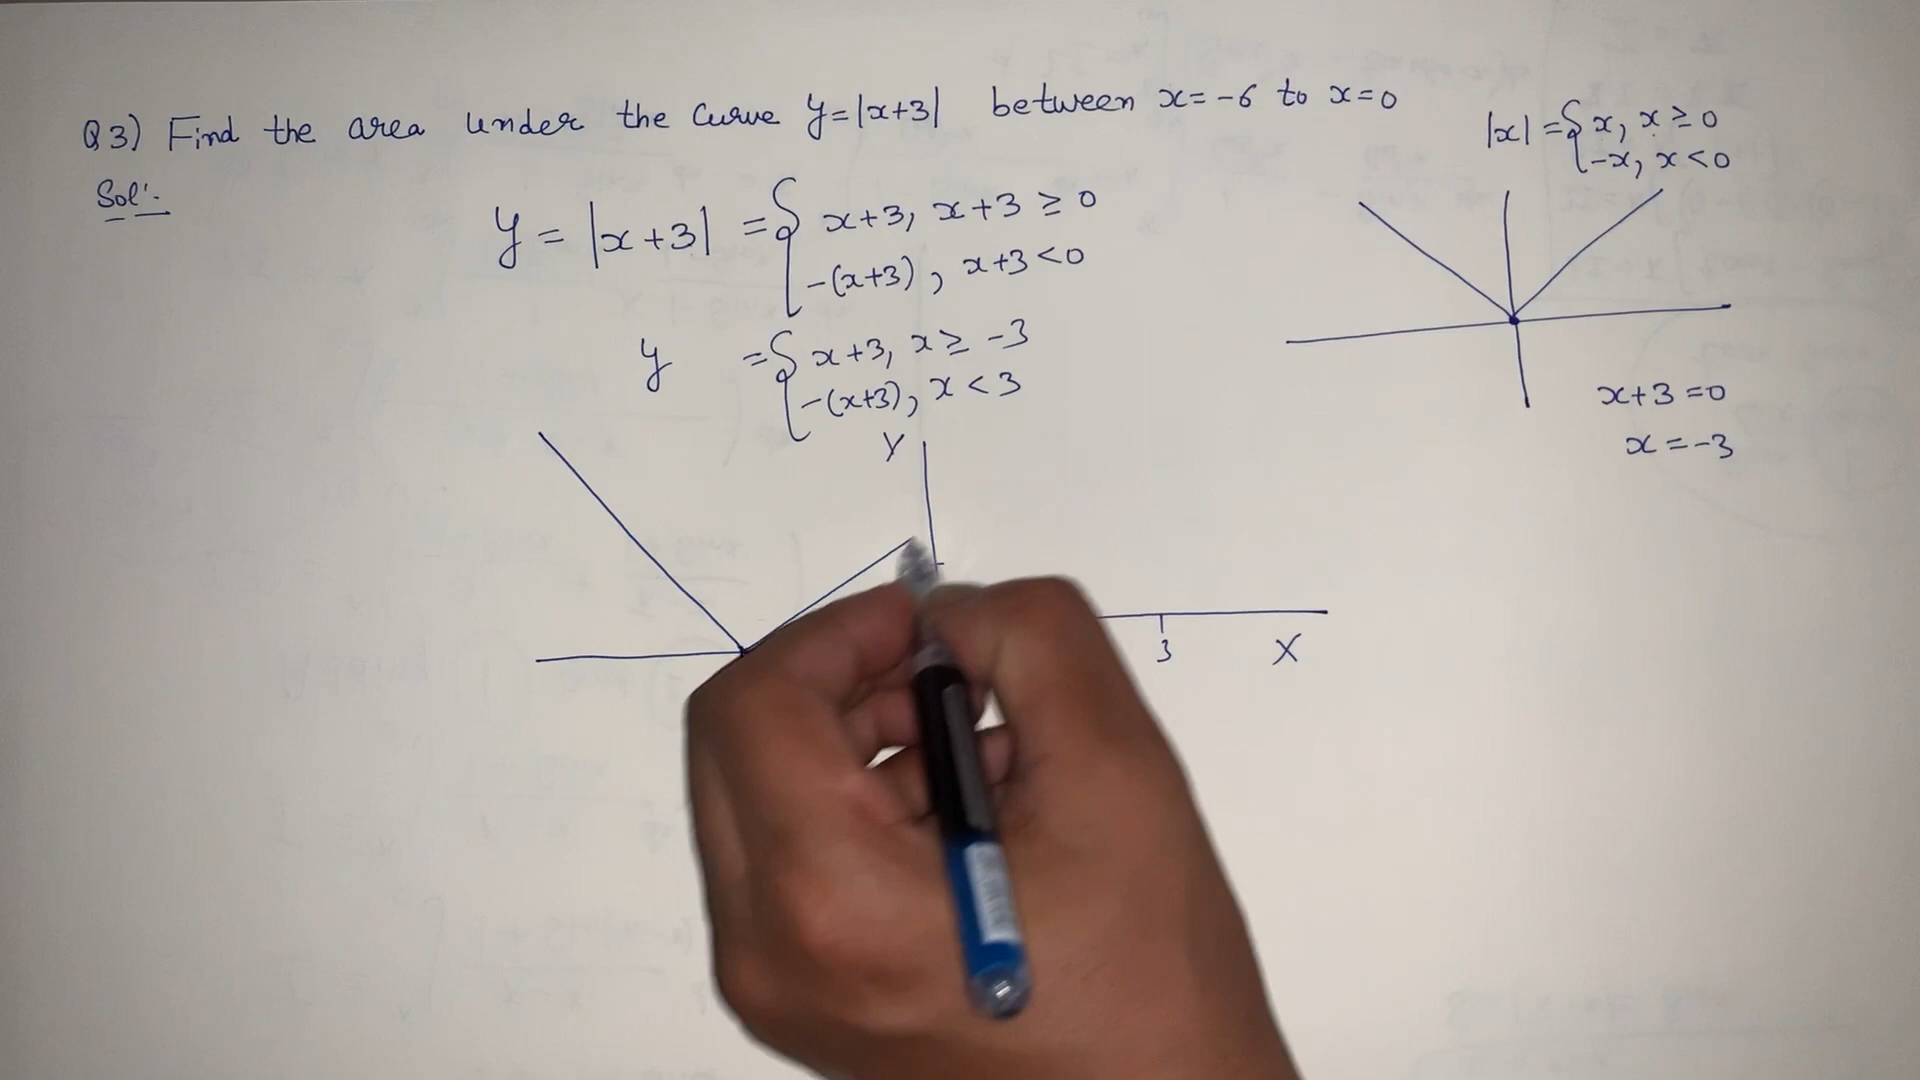 Q3) Find the area under the curve y=|x+3| between x=-6 to x=0
Sol':
y = |x+3| = { x+3, x+3 ≥ 0
-(x+3), x+3 < 0
y = { x+3, x ≥ -3
-(x+3), x < 3
|x| = { x, x ≥ 0
-x, x < 0
x+3 = 0
x = -3
Y
3
X